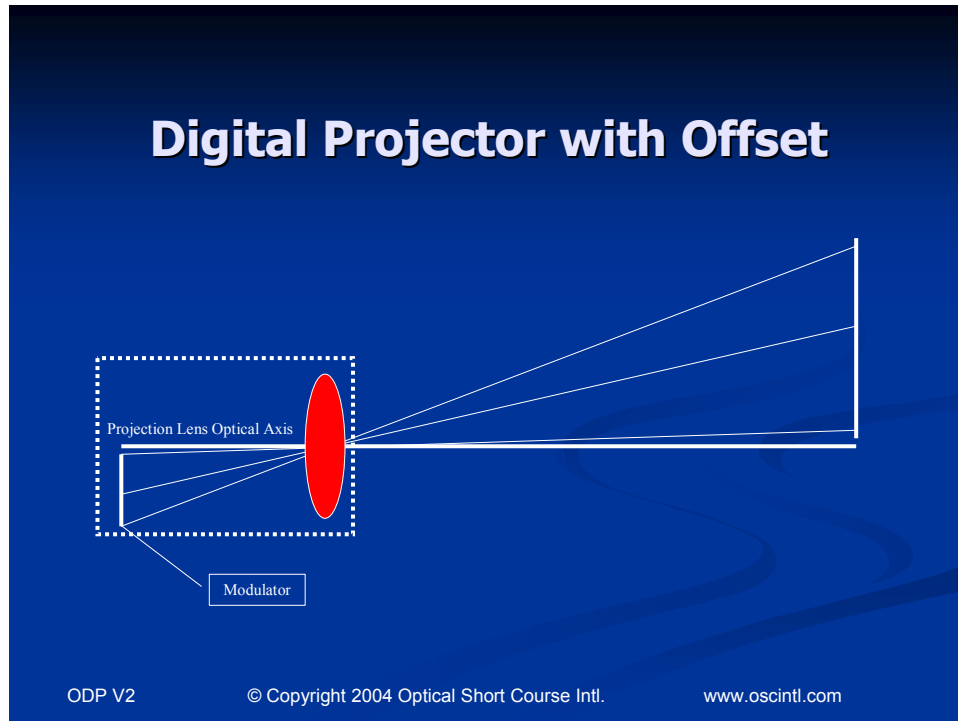 Digital Projector with Offset
Projection Lens Optical Axis
Modulator
ODP V2 © Copyright 2004 Optical Short Course Intl. www.oscintl.com